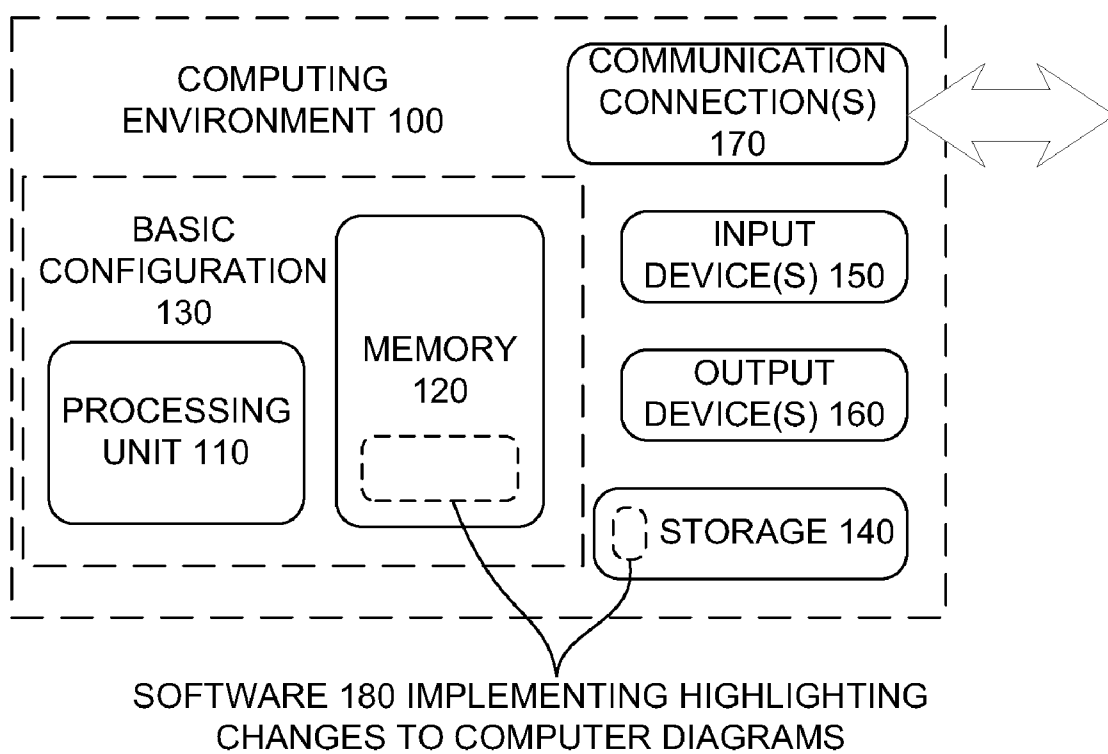 COMPUTING
ENVIRONMENT 100
COMMUNICATION
CONNECTION(S)
170
BASIC
CONFIGURATION
130
PROCESSING
UNIT 110
MEMORY
120
INPUT
DEVICE(S) 150
OUTPUT
DEVICE(S) 160
STORAGE 140
SOFTWARE 180 IMPLEMENTING HIGHLIGHTING
CHANGES TO COMPUTER DIAGRAMS